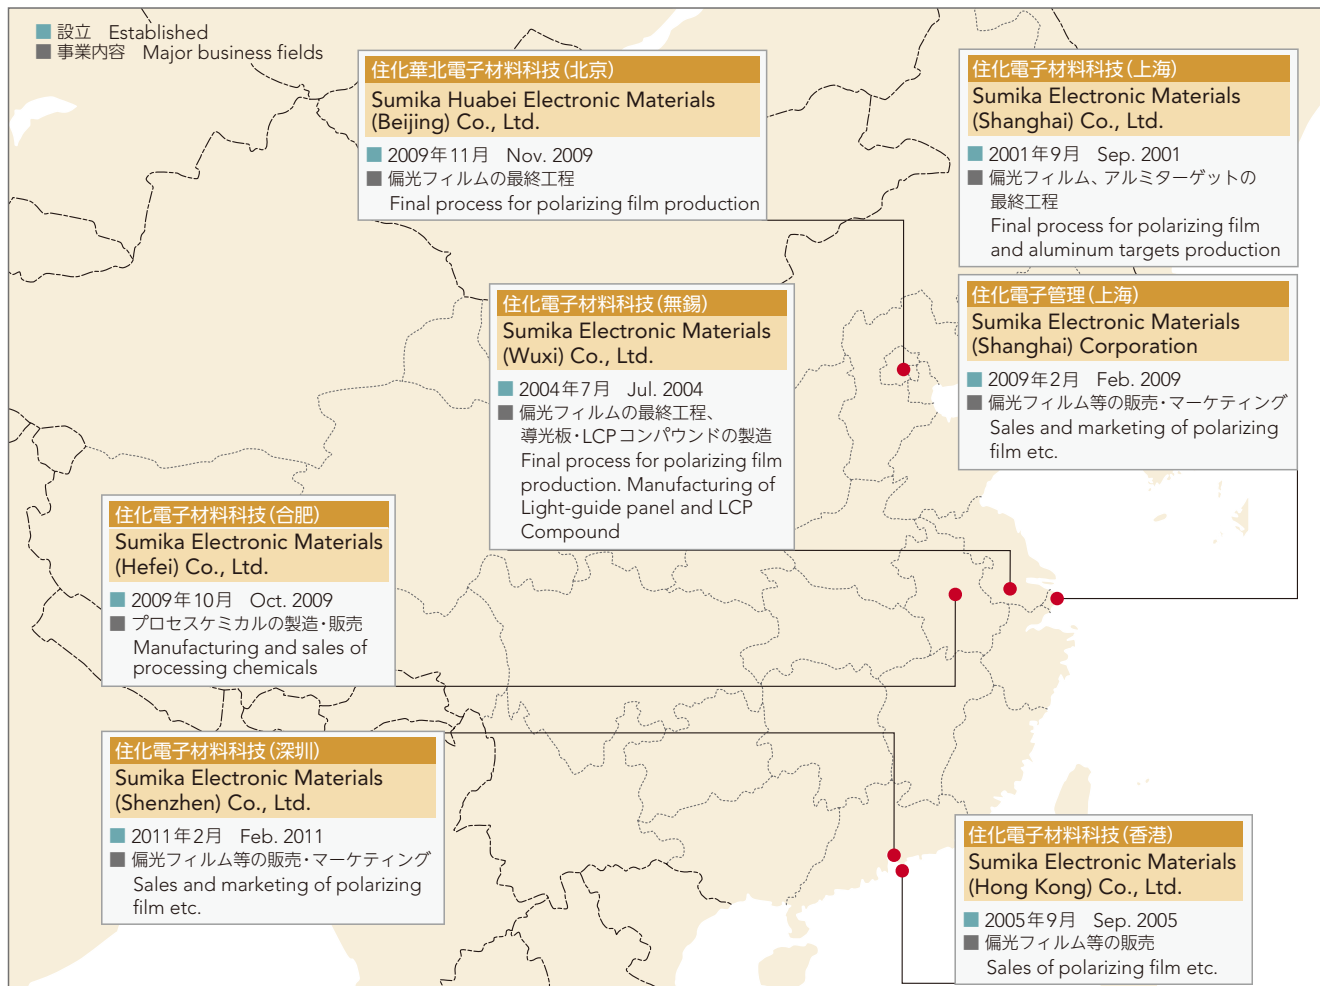 設立 Established
事業内容 Major business fields
住化華北電子材料科技(北京)
Sumika Huabei Electronic Materials
(Beijing) Co., Ltd.
2009年11月 Nov. 2009
偏光フィルムの最終工程
Final process for polarizing film production
住化電子材料科技(上海)
Sumika Electronic Materials
(Shanghai) Co., Ltd.
2001年9月 Sep. 2001
偏光フィルム、アルミターゲットの
最終工程
Final process for polarizing film
and aluminum targets production
住化電子材料科技(無錫)
Sumika Electronic Materials
(Wuxi) Co., Ltd.
2004年7月 Jul. 2004
偏光フィルムの最終工程、
導光板・LCPコンパウンドの製造
Final process for polarizing film
production. Manufacturing of
Light-guide panel and LCP
Compound
住化電子管理(上海)
Sumika Electronic Materials
(Shanghai) Corporation
2009年2月 Feb. 2009
偏光フィルム等の販売・マーケティング
Sales and marketing of polarizing
film etc.
住化電子材料科技(合肥)
Sumika Electronic Materials
(Hefei) Co., Ltd.
2009年10月 Oct. 2009
プロセスケミカルの製造・販売
Manufacturing and sales of
processing chemicals
住化電子材料科技(深圳)
Sumika Electronic Materials
(Shenzhen) Co., Ltd.
2011年2月 Feb. 2011
偏光フィルム等の販売・マーケティング
Sales and marketing of polarizing
film etc.
住化電子材料科技(香港)
Sumika Electronic Materials
(Hong Kong) Co., Ltd.
2005年9月 Sep. 2005
偏光フィルム等の販売
Sales of polarizing film etc.